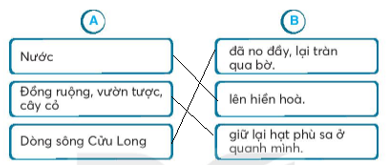 A
B
Nước
đã no đầy, lại tràn
qua bờ.
Đồng ruộng, vườn tược,
cây cỏ
lên hiền hoà.
Dòng sông Cửu Long
giữ lại hạt phù sa ở
quanh mình.